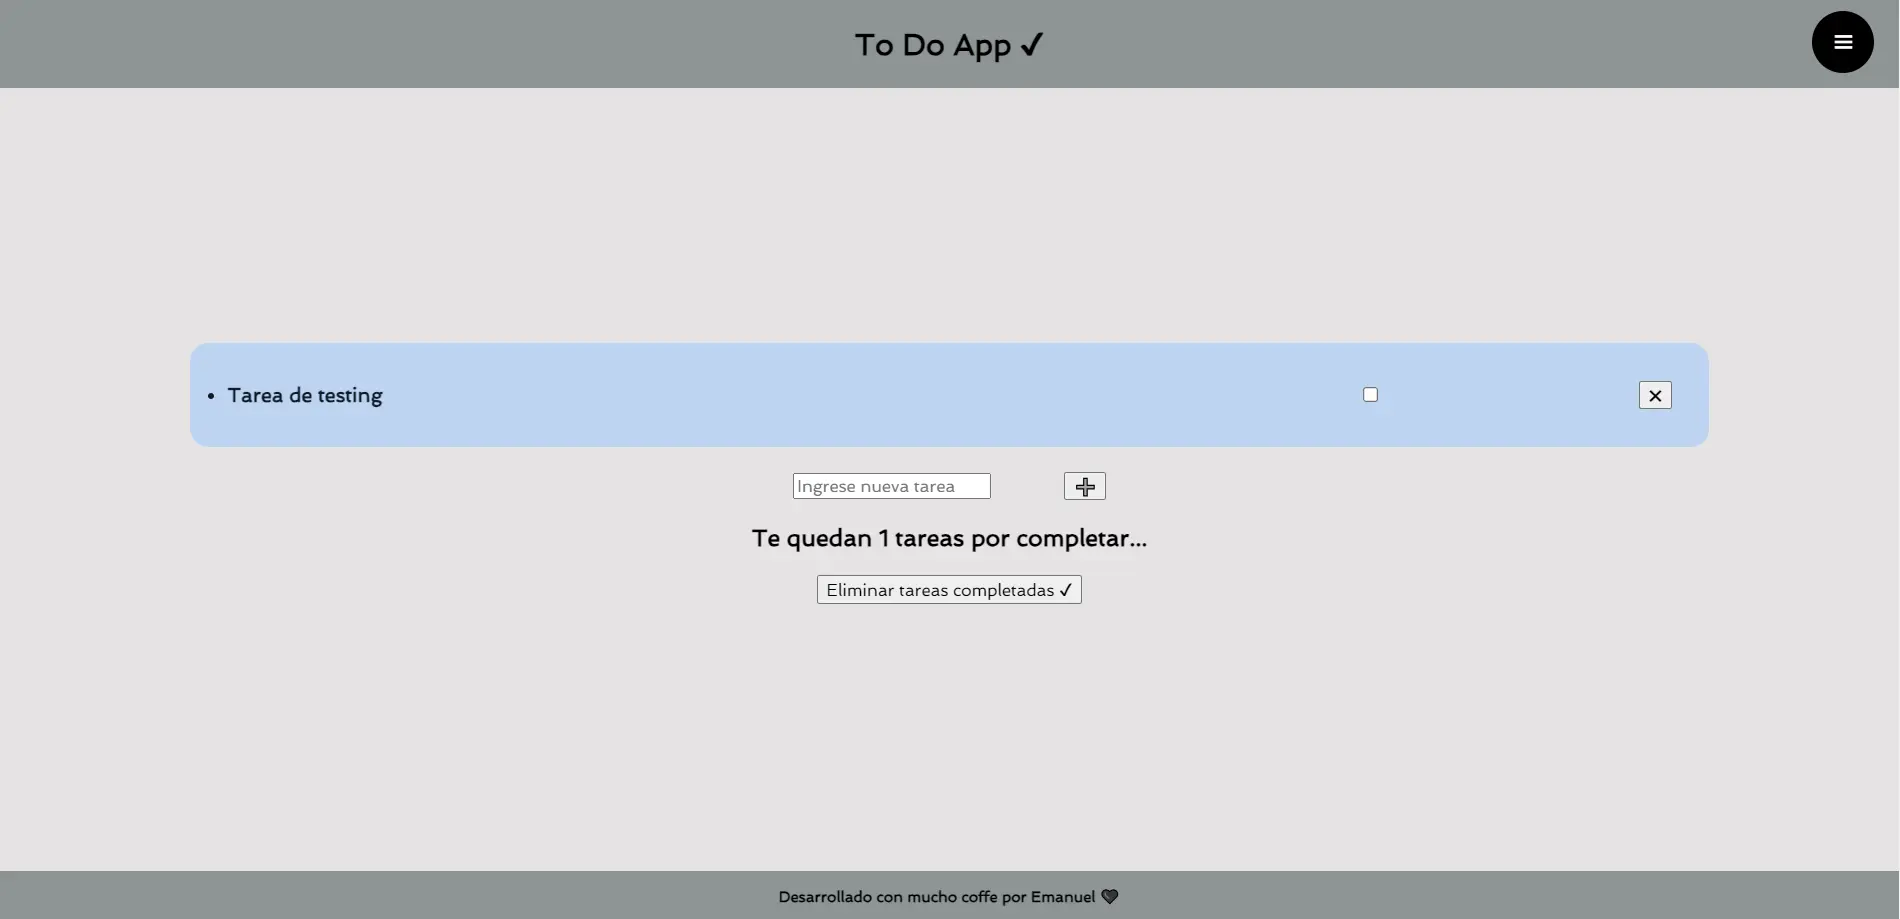 To Do App ✔
Tarea de testing
Ingrese nueva tarea
Te quedan 1 tareas por completar...
Eliminar tareas completadas ✔
Desarrollado con mucho coffe por Emanuel 🖤